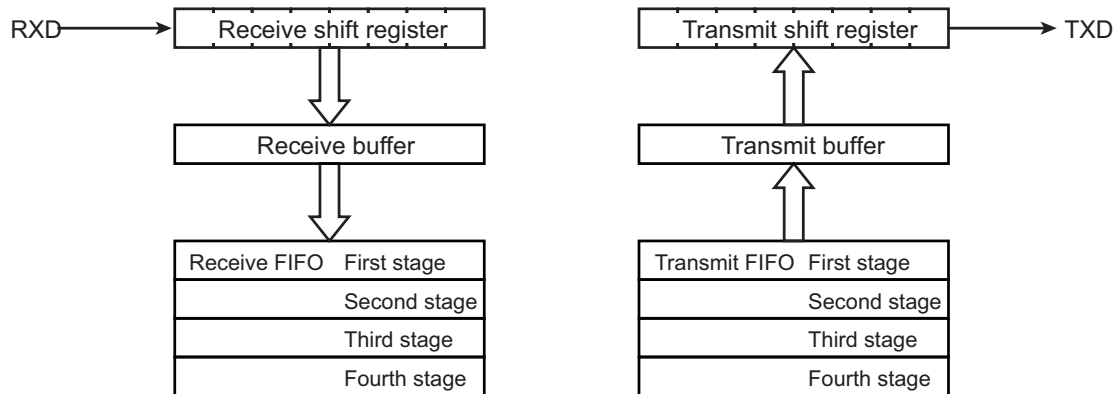 RXD
Receive shift register
Receive buffer
Receive FIFO First stage
Second stage
Third stage
Fourth stage
Transmit shift register
TXD
Transmit buffer
Transmit FIFO First stage
Second stage
Third stage
Fourth stage